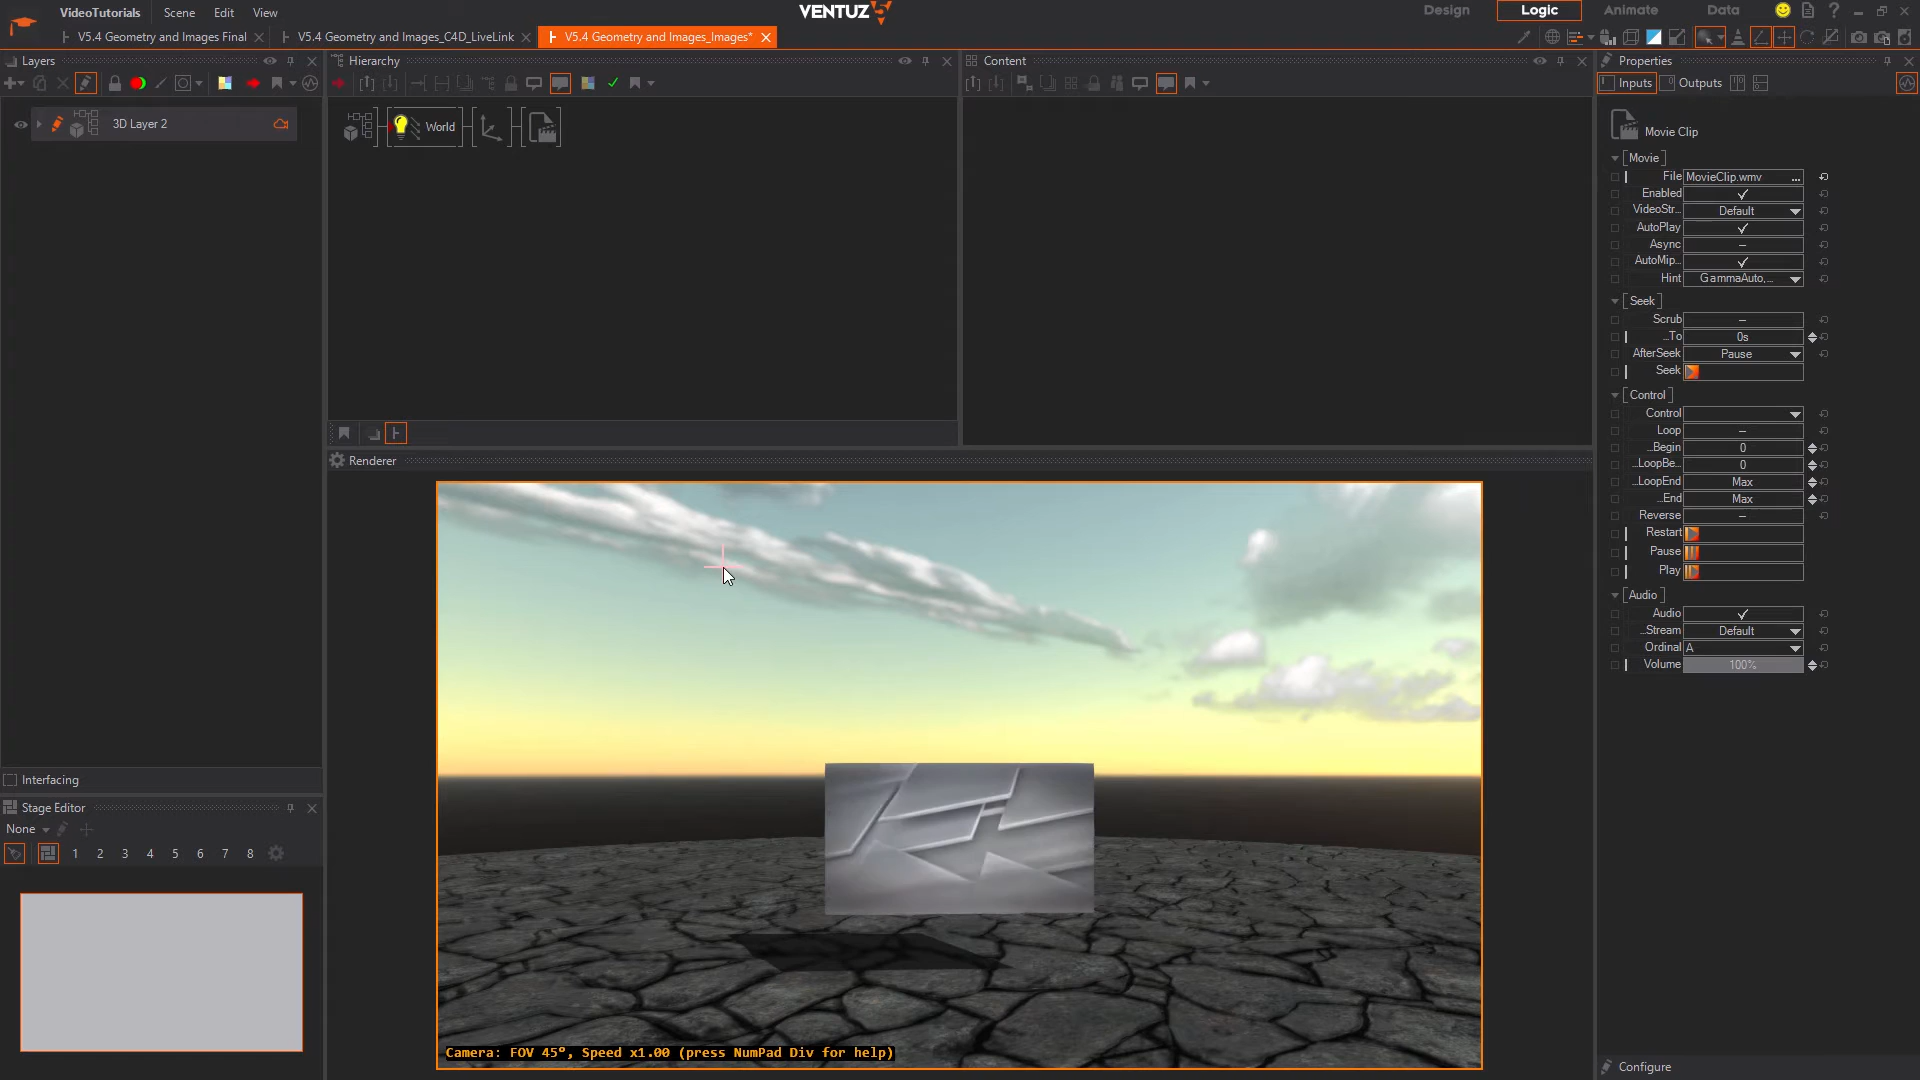 VideoTutorials Scene Edit View VENTUZ 5 Design Logic Animate Data
V5.4 Geometry and Images Final V5.4 Geometry and Images_C4D_LiveLink V5.4 Geometry and Images_Images*
Layers
3D Layer 2
Interfacing
Stage Editor
None
1 2 3 4 5 6 7 8
Hierarchy
World
Content
Renderer
Camera: FOV 45°, Speed x1.00 (press NumPad Div for help)
Properties
Inputs Outputs
Movie Clip
[Movie]
File MovieClip.wmv ...
Enabled
VideoStr... Default
AutoPlay
Async –
AutoMip...
Hint GammaAuto,...
[Seek]
Scrub –
...To 0s
AfterSeek Pause
Seek
[Control]
Control
Loop –
...Begin 0
...LoopBe... 0
...LoopEnd Max
...End Max
Reverse –
Restart
Pause
Play
[Audio]
Audio
...Stream Default
Ordinal A
Volume 100%
Configure